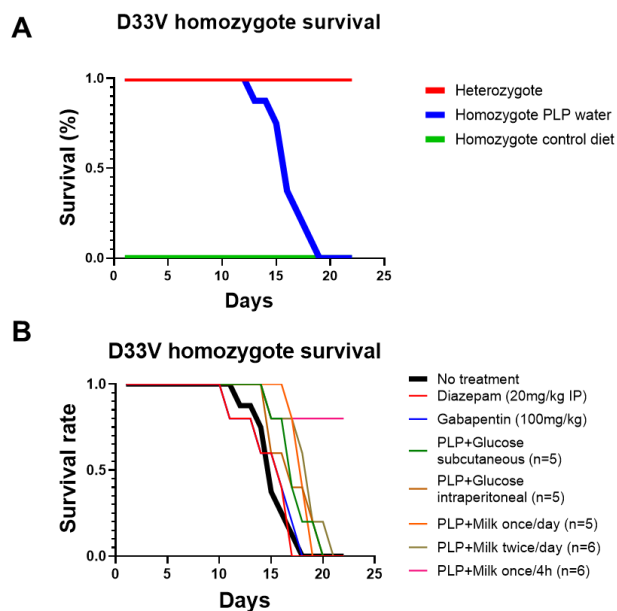 A
D33V homozygote survival
Survival (%)
1.0
0.5
0.0
0
5
10
15
20
25
Days
Heterozygote
Homozygote PLP water
Homozygote control diet
B
D33V homozygote survival
Survival rate
1.0
0.5
0.0
0
5
10
15
20
25
Days
No treatment
Diazepam (20mg/kg IP)
Gabapentin (100mg/kg)
PLP+Glucose
subcutaneous (n=5)
PLP+Glucose
intraperitoneal (n=5)
PLP+Milk once/day (n=5)
PLP+Milk twice/day (n=6)
PLP+Milk once/4h (n=6)